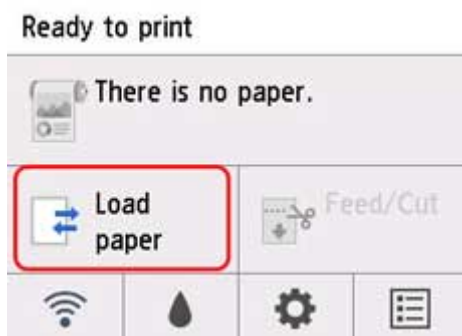 Ready to print
There is no paper.
Load
paper
Feed/Cut